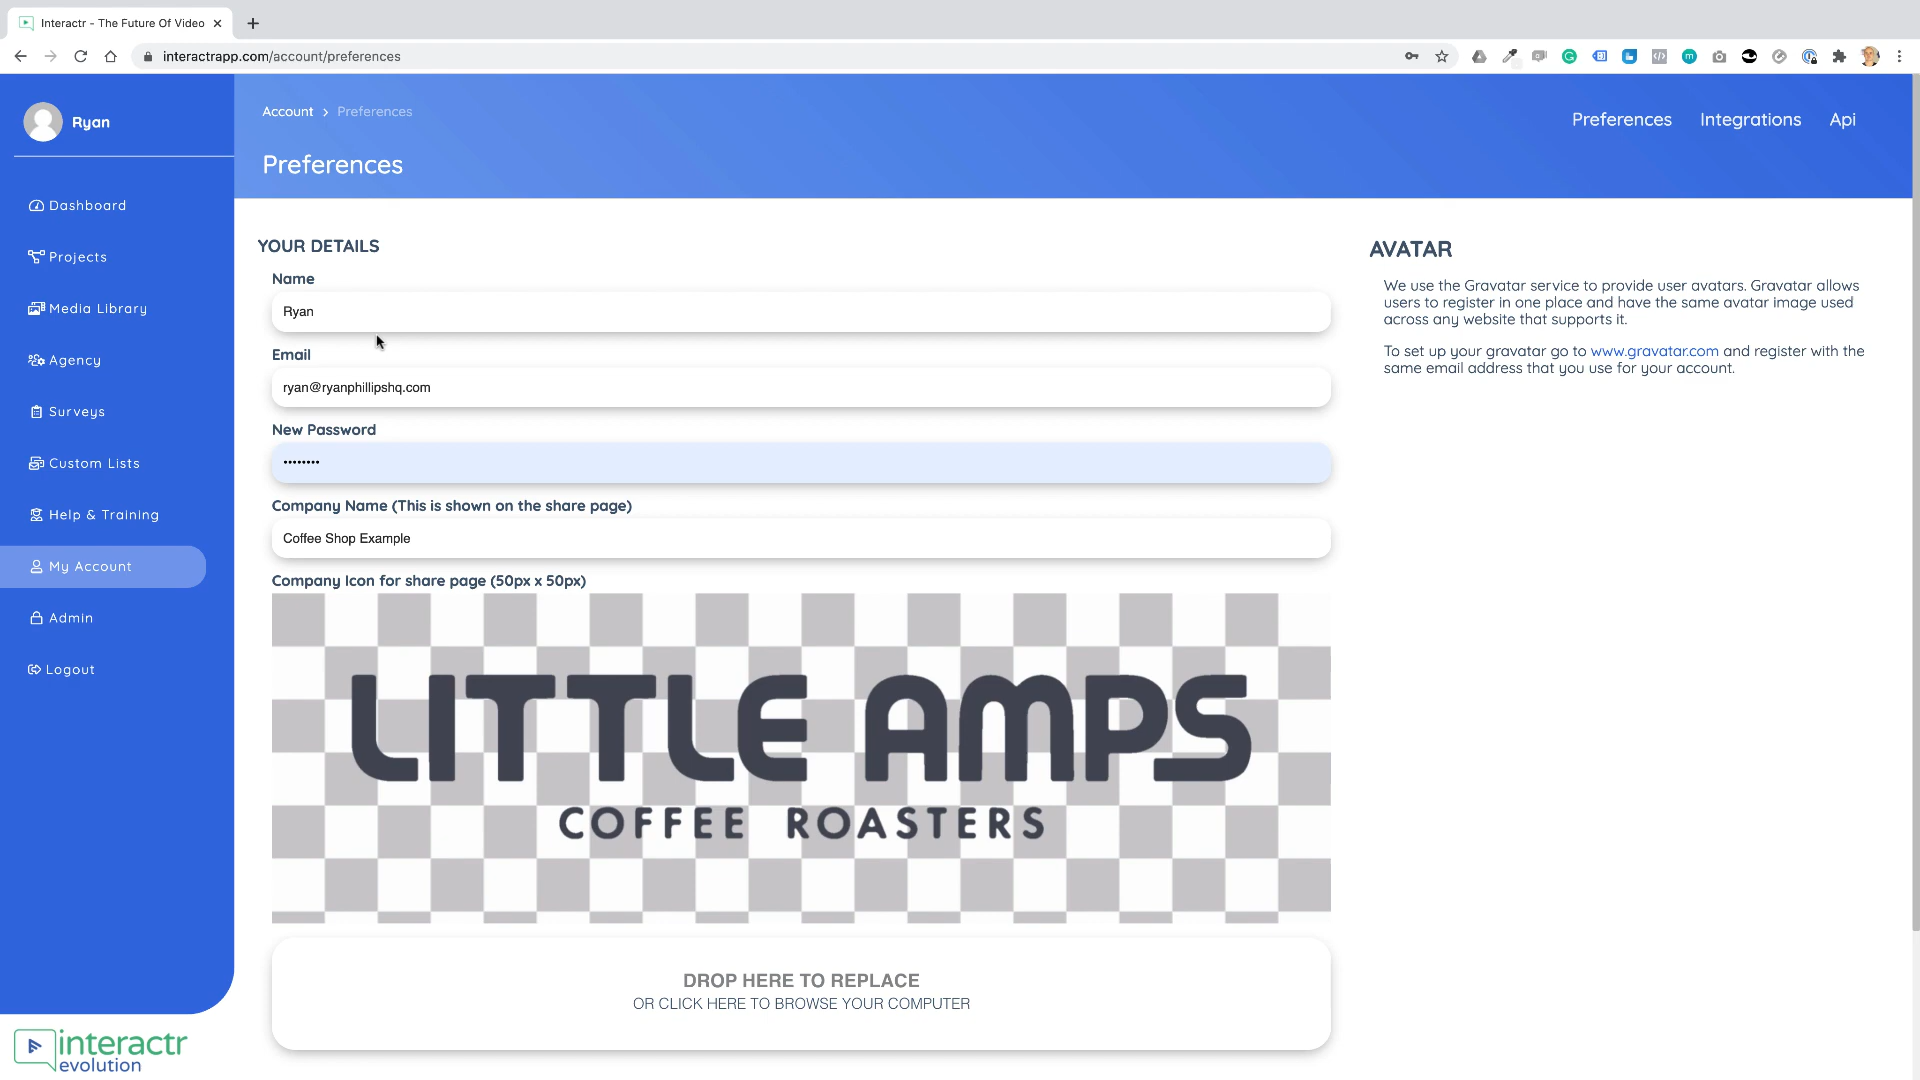 Interactr - The Future Of Video
interactrapp.com/account/preferences
Ryan
Account > Preferences
Preferences Integrations Api
Preferences
Dashboard
Projects
Media Library
Agency
Surveys
Custom Lists
Help & Training
My Account
Admin
Logout
interactr
evolution
YOUR DETAILS
Name
Ryan
Email
ryan@ryanphillipshq.com
New Password
••••••••
Company Name (This is shown on the share page)
Coffee Shop Example
Company Icon for share page (50px x 50px)
LITTLE AMPS
COFFEE ROASTERS
DROP HERE TO REPLACE
OR CLICK HERE TO BROWSE YOUR COMPUTER
AVATAR
We use the Gravatar service to provide user avatars. Gravatar allows
users to register in one place and have the same avatar image used
across any website that supports it.
To set up your gravatar go to www.gravatar.com and register with the
same email address that you use for your account.